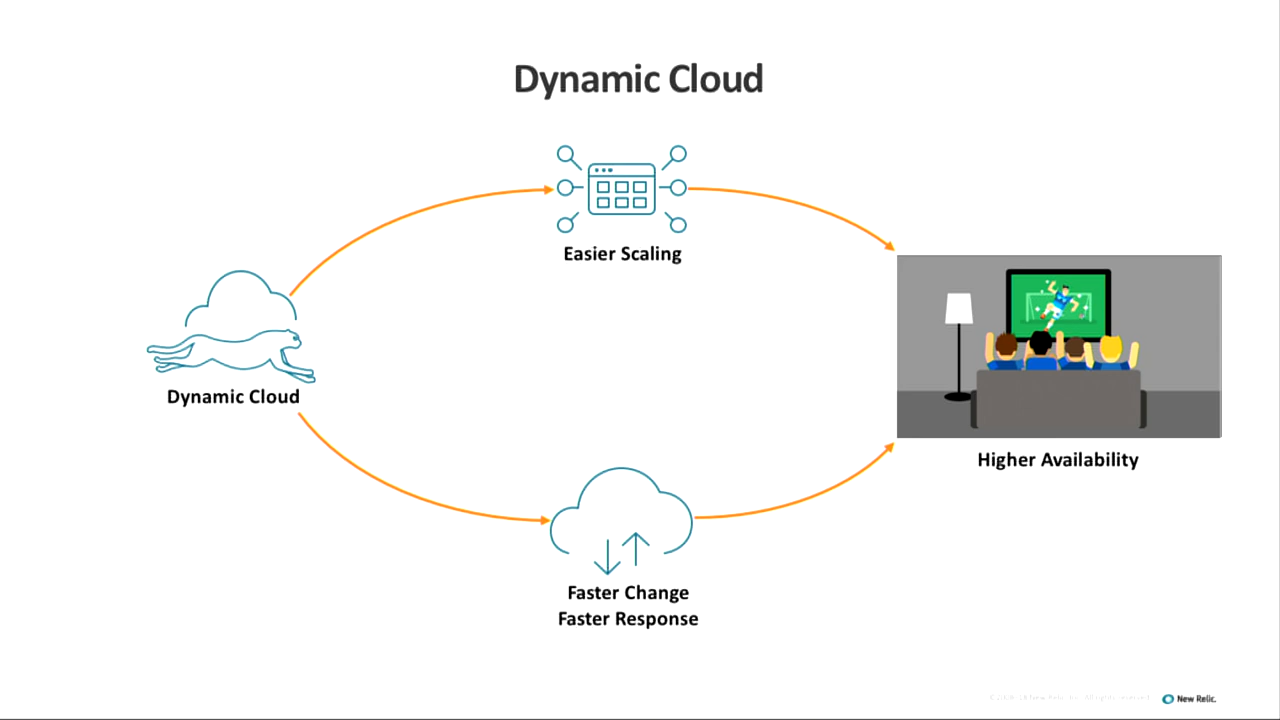 Dynamic Cloud
Easier Scaling
Dynamic Cloud
Higher Availability
Faster Change
Faster Response
New Relic.